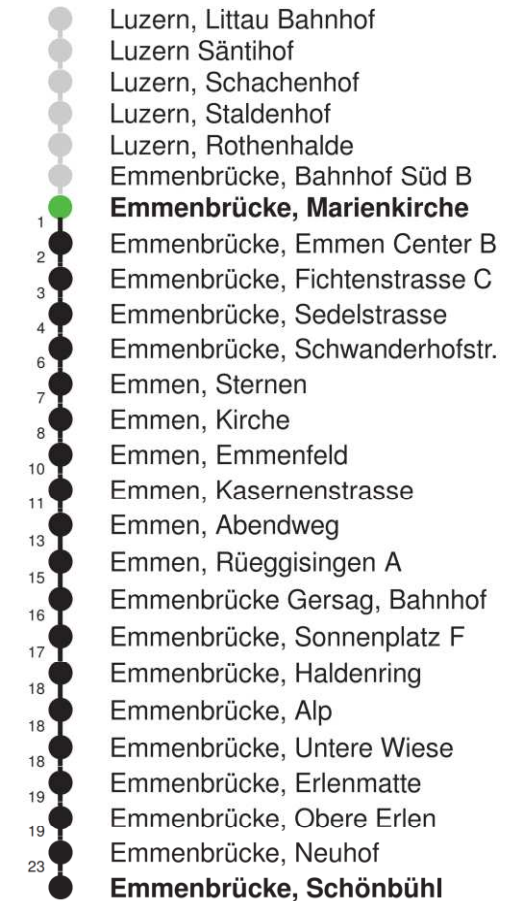 Luzern, Littau Bahnhof
Luzern Säntihof
Luzern, Schachenhof
Luzern, Staldenhof
Luzern, Rothenhalde
Emmenbrücke, Bahnhof Süd B
Emmenbrücke, Marienkirche
1
Emmenbrücke, Emmen Center B
2
Emmenbrücke, Fichtenstrasse C
3
Emmenbrücke, Sedelstrasse
4
Emmenbrücke, Schwanderhofstr.
6
Emmen, Sternen
7
Emmen, Kirche
8
Emmen, Emmenfeld
10
Emmen, Kasernenstrasse
11
Emmen, Abendweg
13
Emmen, Rüeggisingen A
15
Emmenbrücke Gersag, Bahnhof
16
Emmenbrücke, Sonnenplatz F
17
Emmenbrücke, Haldenring
18
Emmenbrücke, Alp
18
Emmenbrücke, Untere Wiese
18
Emmenbrücke, Erlenmatte
19
Emmenbrücke, Obere Erlen
19
Emmenbrücke, Neuhof
23
Emmenbrücke, Schönbühl